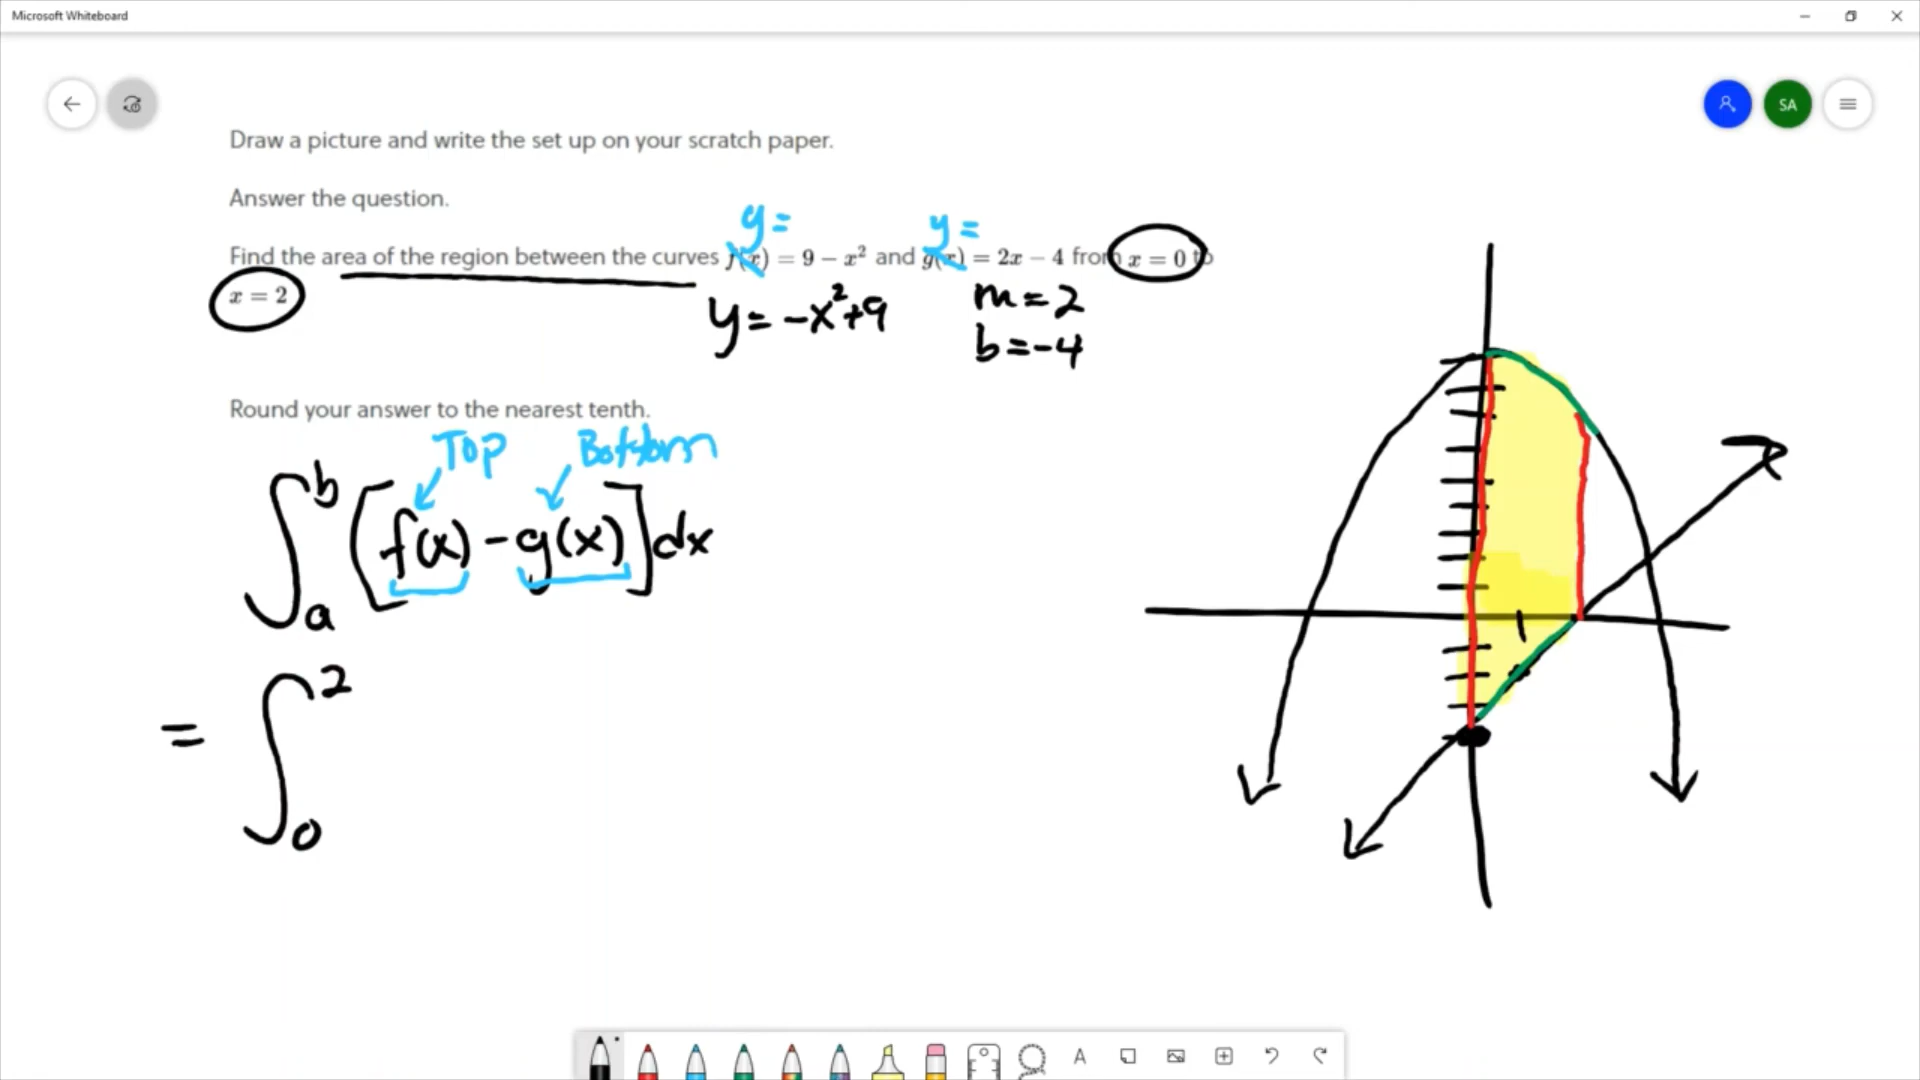 Microsoft Whiteboard
SA
Draw a picture and write the set up on your scratch paper.
Answer the question.
y = y =
Find the area of the region between the curves f(x) = 9 − x² and g(x) = 2x − 4 from x = 0 to
x = 2
y = -x²+9 m = 2
b = -4
Round your answer to the nearest tenth.
Top Bottom
∫ₐᵇ [f(x) - g(x)] dx
= ∫₀²
A